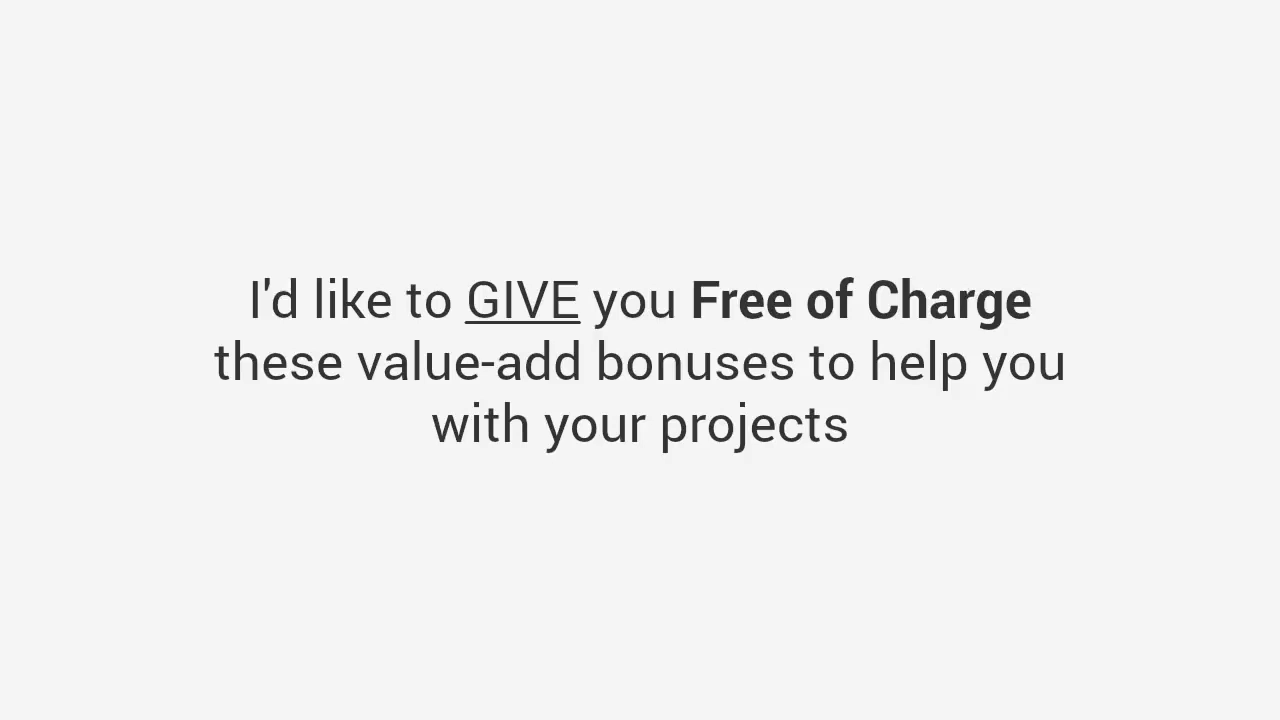 I'd like to GIVE you Free of Charge
these value-add bonuses to help you
with your projects